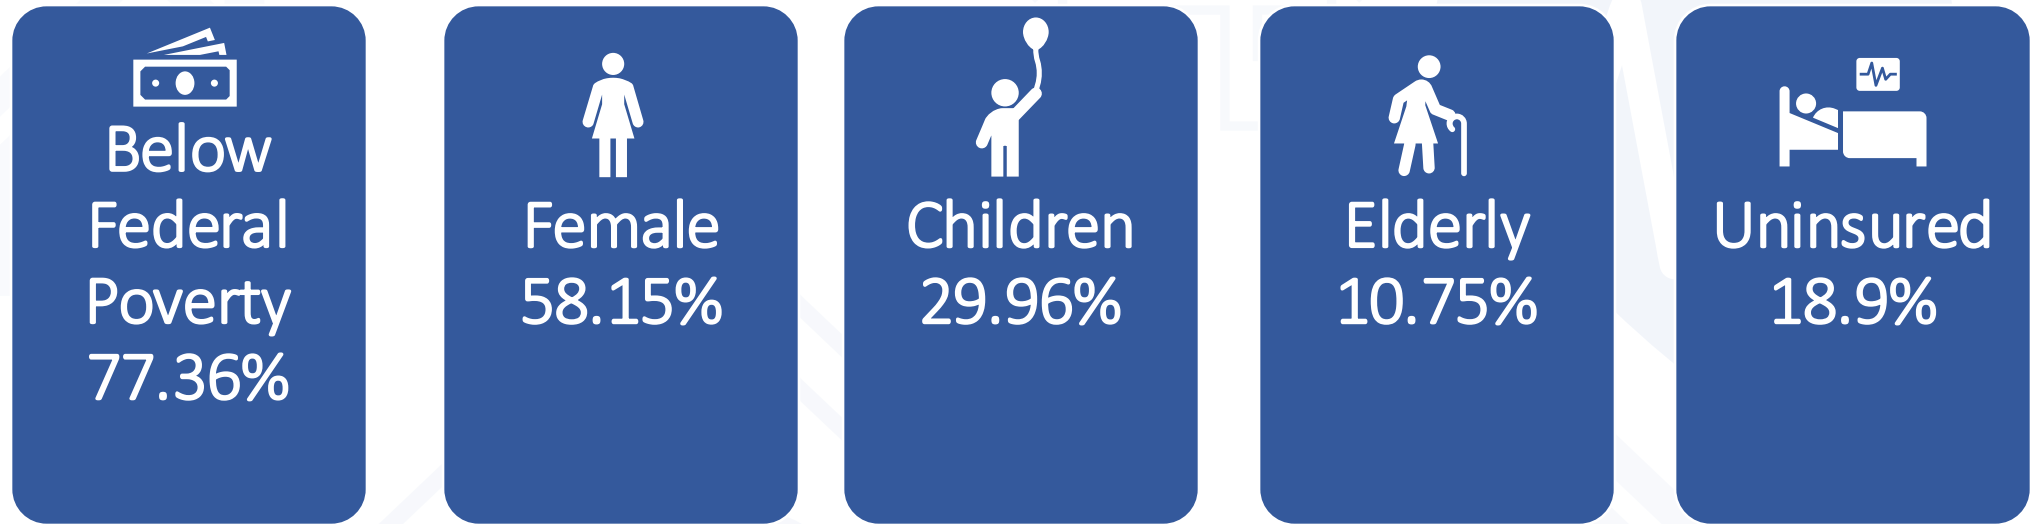 Below
Federal
Poverty
77.36%
Female
58.15%
Children
29.96%
Elderly
10.75%
Uninsured
18.9%